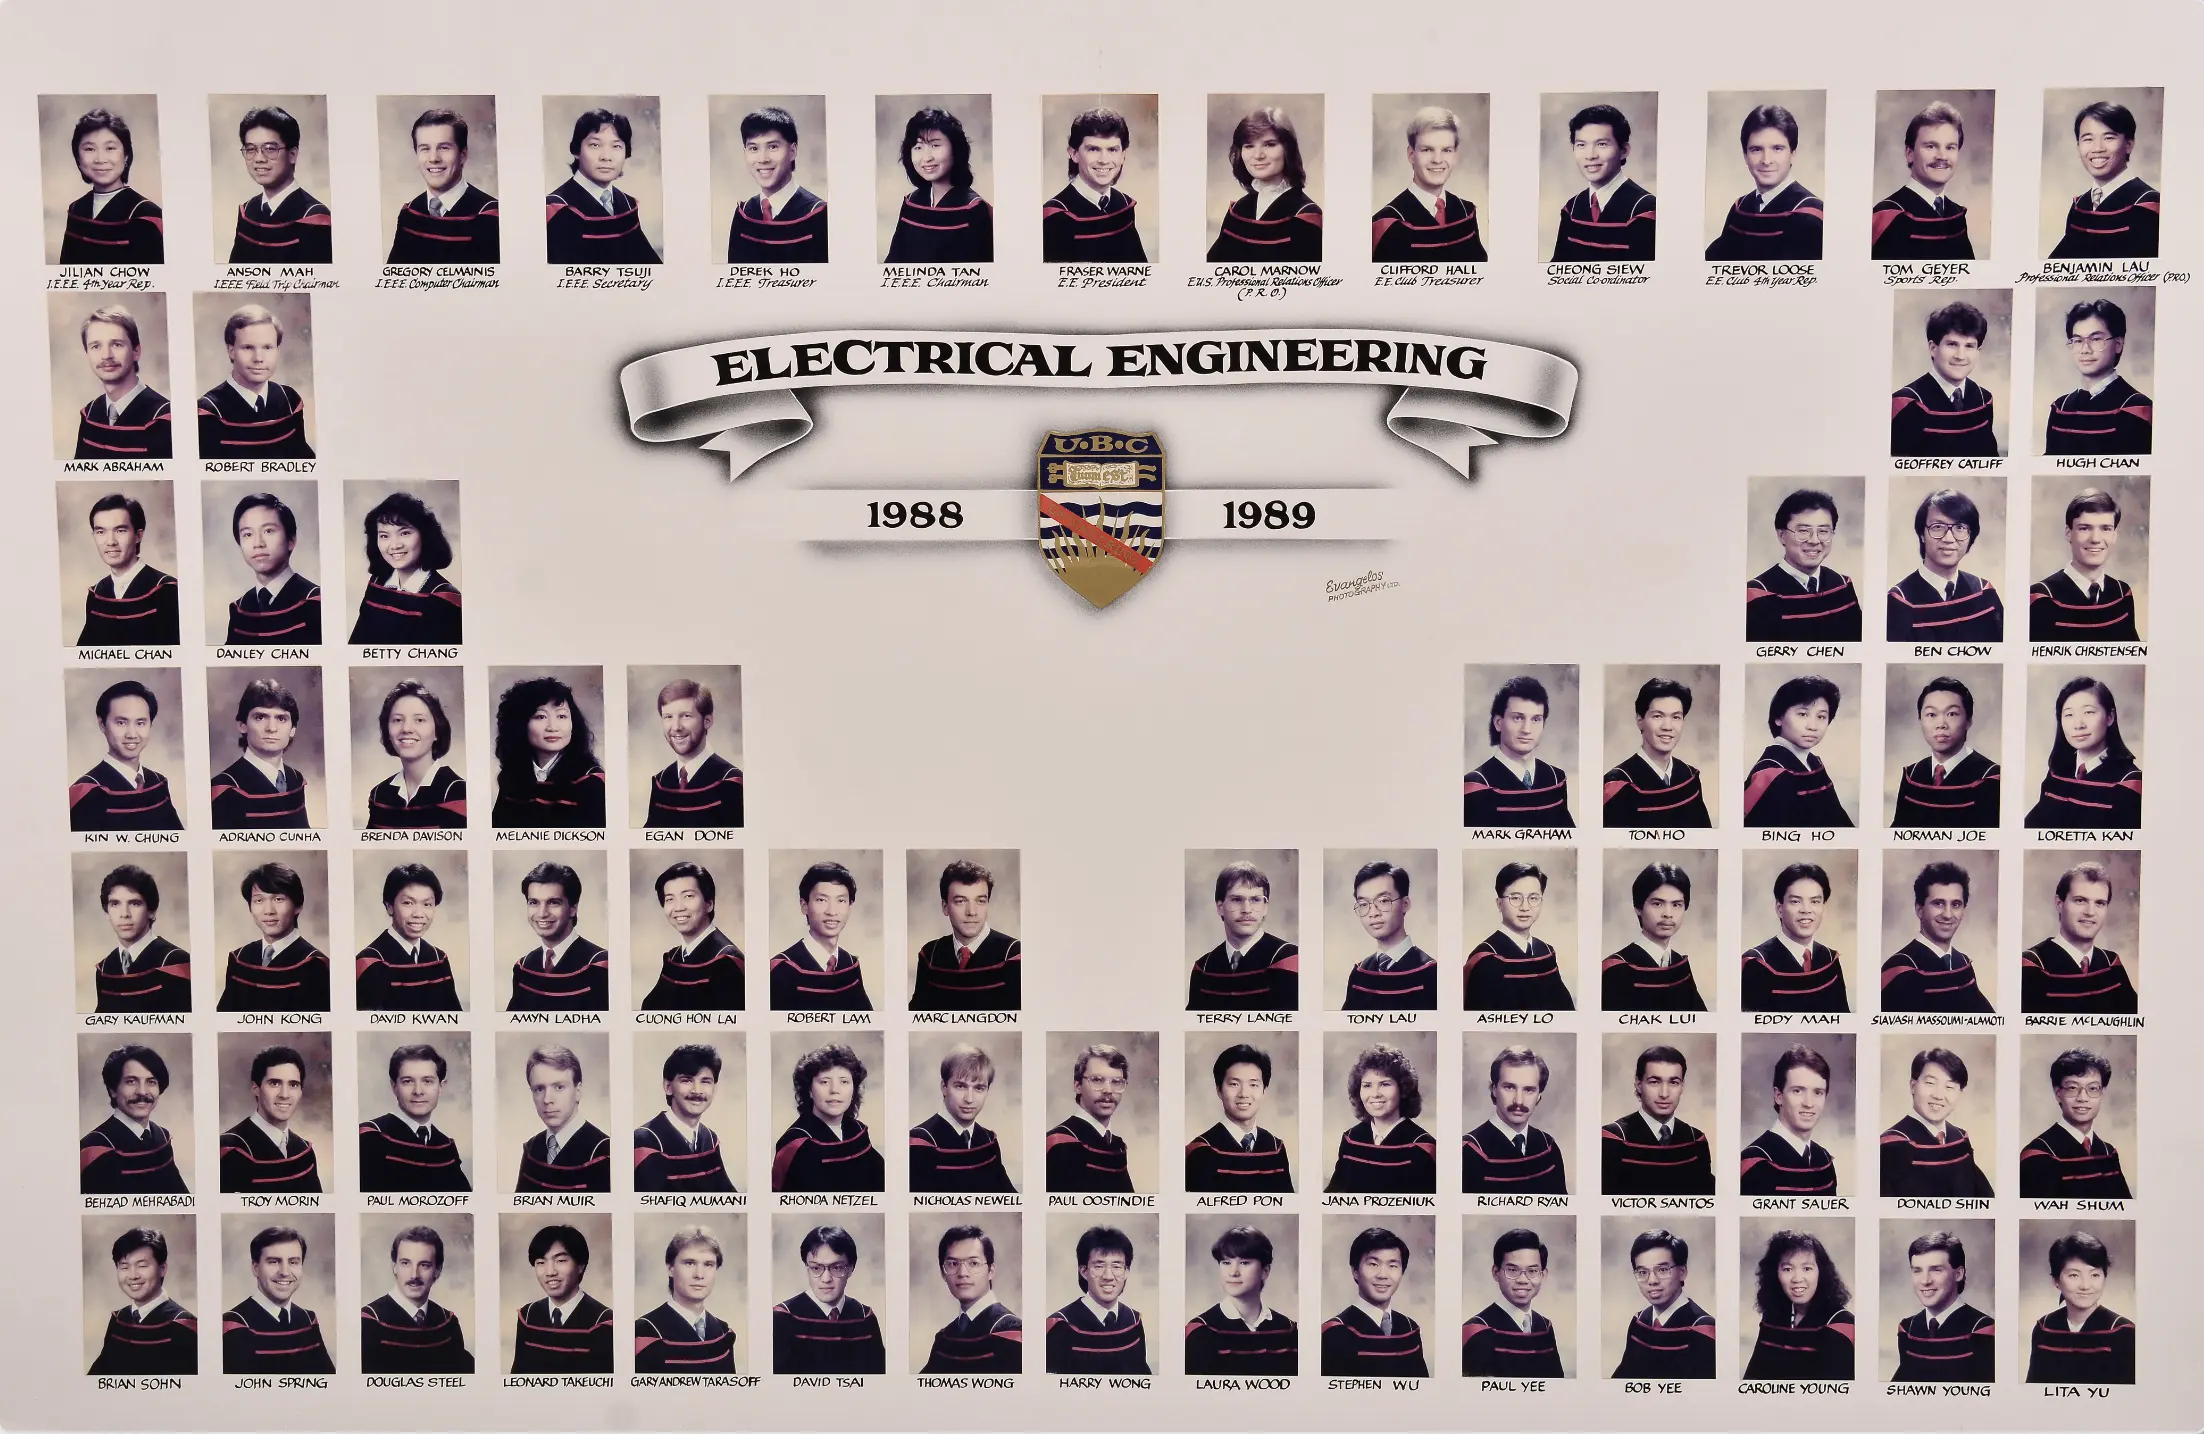 JILIAN CHOW
I.E.E.E. 4th Year Rep.
ANSON MAH
I.E.E.E. Field Trip Chairman
GREGORY CELMAINIS
I.E.E.E. Computer Chairman
BARRY TSUJI
I.E.E.E. Secretary
DEREK HO
I.E.E.E. Treasurer
MELINDA TAN
I.E.E.E. Chairman
FRASER WARNE
E.E. President
CAROL MARNOW
E.U.S. Professional Relations Officer
(P.R.O.)
CLIFFORD HALL
E.E. Club Treasurer
CHEONG SIEW
Social Co-ordinator
TREVOR LOOSE
E.E. Club 4th Year Rep.
TOM GEYER
Sports Rep.
BENJAMIN LAU
Professional Relations Officer (P.R.O.)
ELECTRICAL ENGINEERING
MARK ABRAHAM
ROBERT BRADLEY
GEOFFREY CATLIFF
HUGH CHAN
U•B•C
1988
1989
Evangelos
PHOTOGRAPHY LTD.
MICHAEL CHAN
DANLEY CHAN
BETTY CHANG
GERRY CHEN
BEN CHOW
HENRIK CHRISTENSEN
KIN W. CHUNG
ADRIANO CUNHA
BRENDA DAVISON
MELANIE DICKSON
EGAN DONE
MARK GRAHAM
TOM HO
BING HO
NORMAN JOE
LORETTA KAN
GARY KAUFMAN
JOHN KONG
DAVID KWAN
AMYN LADHA
CUONG HON LAI
ROBERT LAM
MARC LANGDON
TERRY LANGE
TONY LAU
ASHLEY LO
CHAK LUI
EDDY MAH
SIAVASH MASSOUMI-ALAMOTI
BARRIE McLAUGHLIN
BEHZAD MEHRABADI
TROY MORIN
PAUL MOROZOFF
BRIAN MUIR
SHAFIQ MUMANI
RHONDA NETZEL
NICHOLAS NEWELL
PAUL OOSTINDIE
ALFRED PON
JANA PROZENIUK
RICHARD RYAN
VICTOR SANTOS
GRANT SAUER
DONALD SHIN
WAH SHUM
BRIAN SOHN
JOHN SPRING
DOUGLAS STEEL
LEONARD TAKEUCHI
GARY ANDREW TARASOFF
DAVID TSAI
THOMAS WONG
HARRY WONG
LAURA WOOD
STEPHEN WU
PAUL YEE
BOB YEE
CAROLINE YOUNG
SHAWN YOUNG
LITA YU